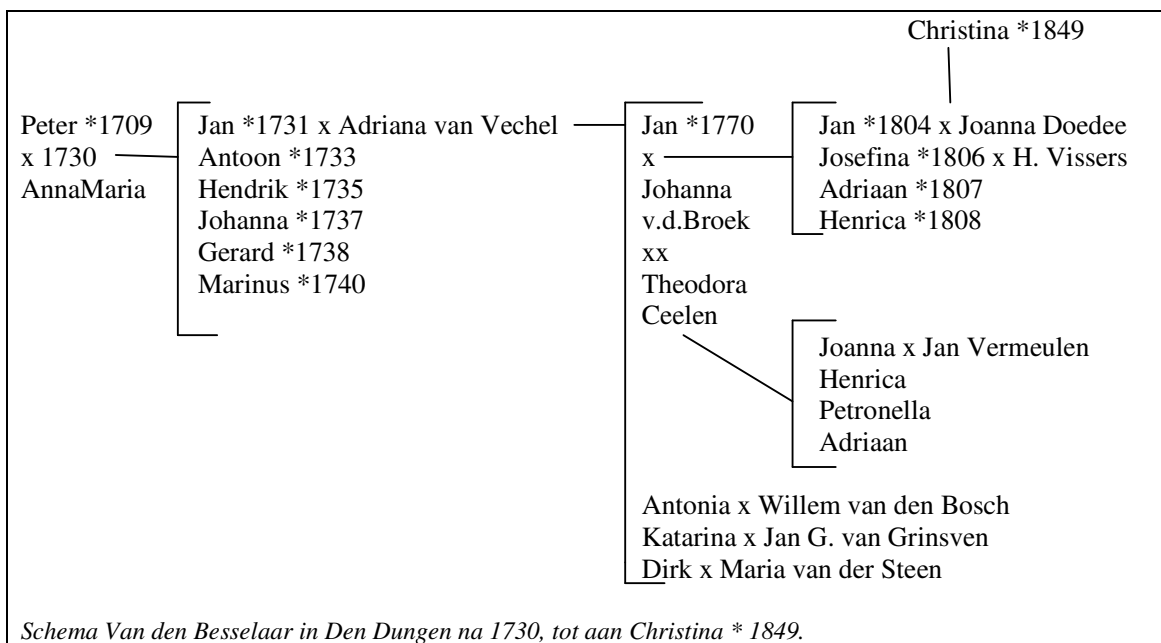 Christina *1849
Peter *1709
x 1730
AnnaMaria
Jan *1731 x Adriana van Vechel
Antoon *1733
Hendrik *1735
Johanna *1737
Gerard *1738
Marinus *1740
Jan *1770
x
Johanna
v.d.Broek
xx
Theodora
Ceelen
Jan *1804 x Joanna Doedee
Josefina *1806 x H. Vissers
Adriaan *1807
Henrica *1808
Joanna x Jan Vermeulen
Henrica
Petronella
Adriaan
Antonia x Willem van den Bosch
Katarina x Jan G. van Grinsven
Dirk x Maria van der Steen
Schema Van den Besselaar in Den Dungen na 1730, tot aan Christina * 1849.